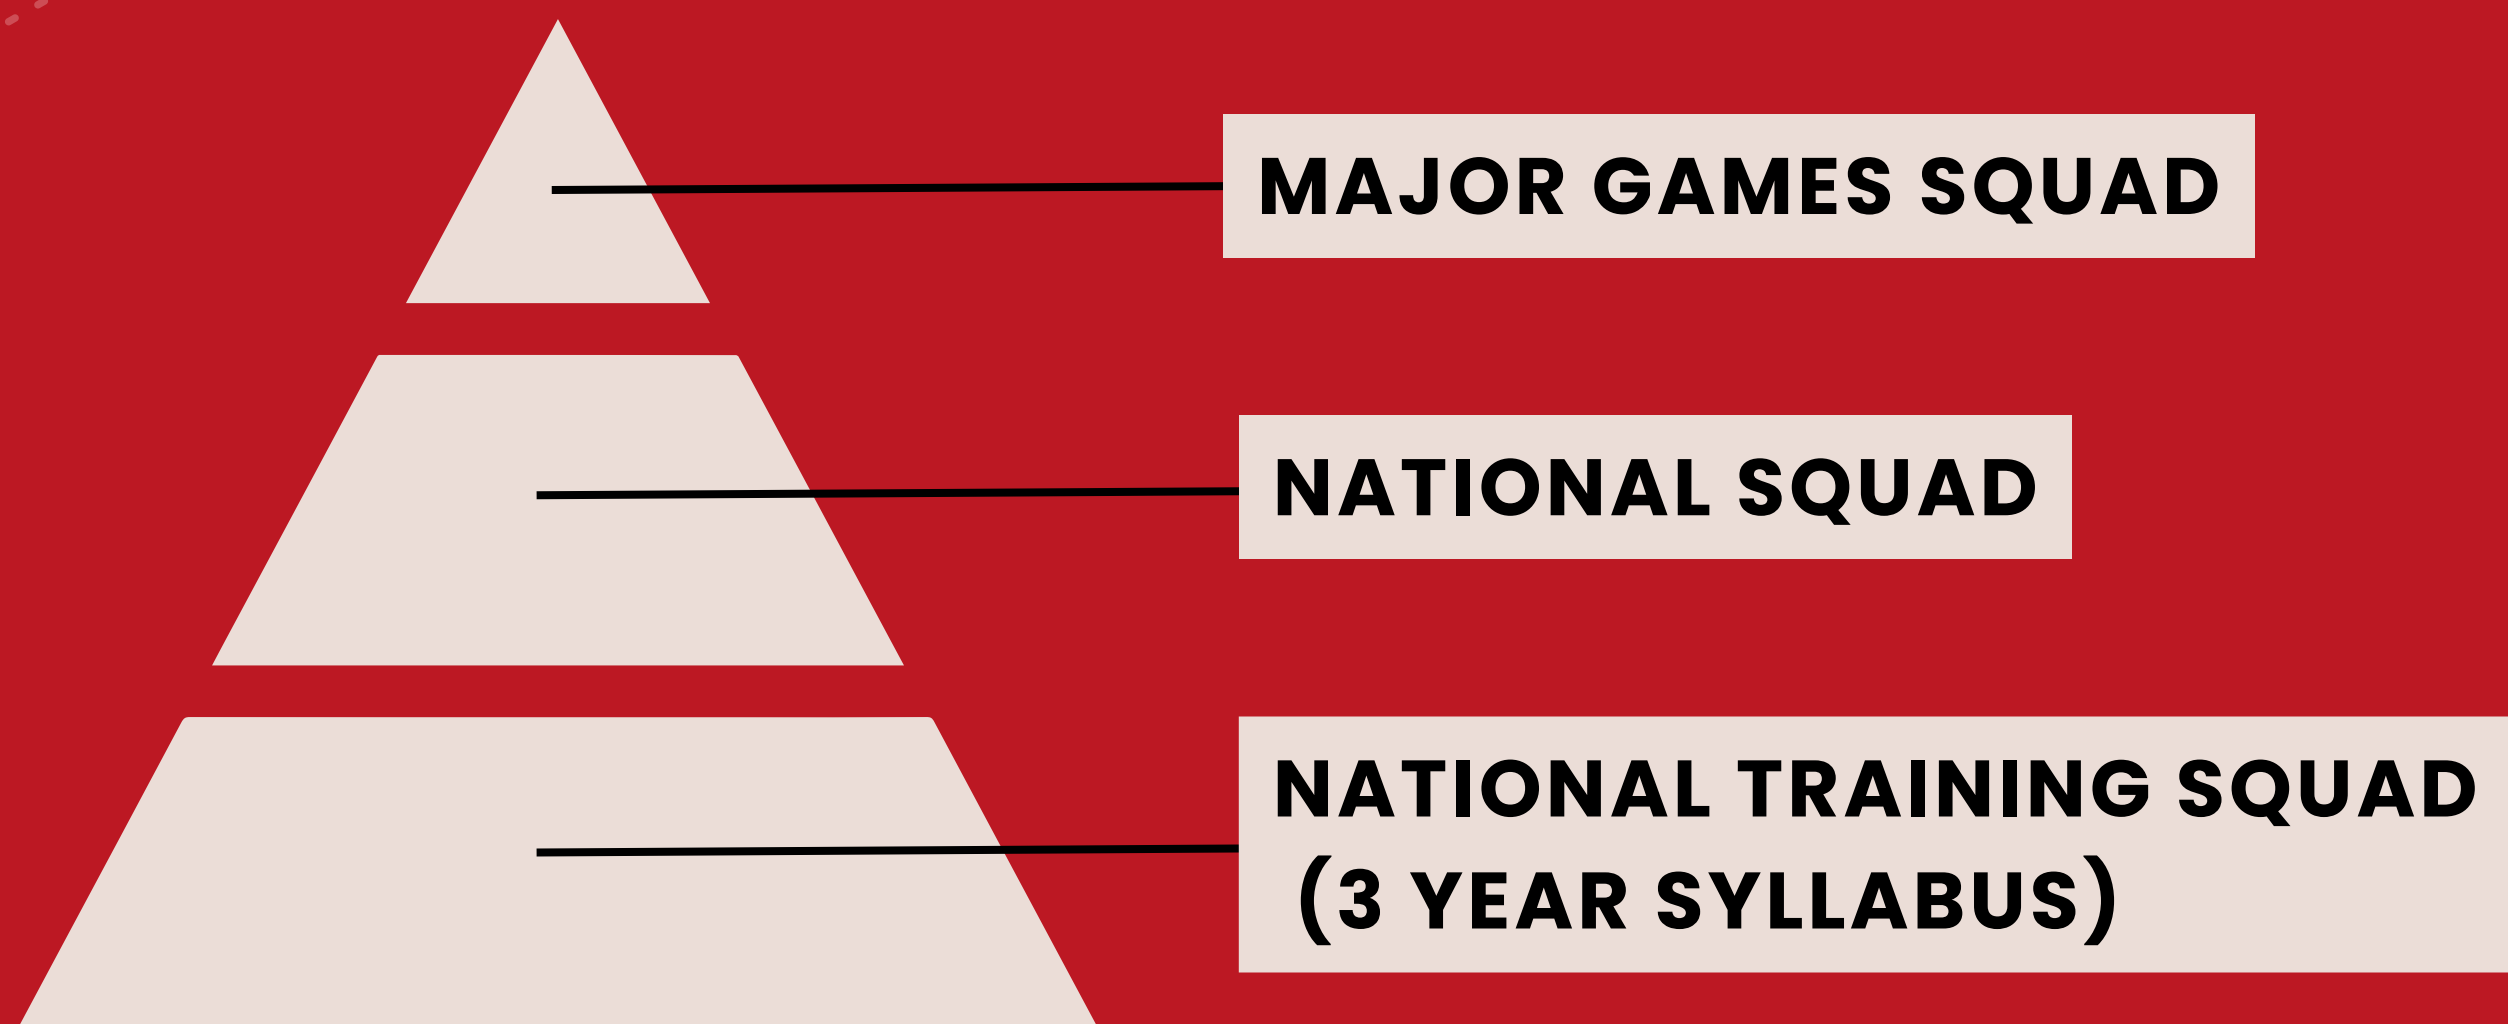 MAJOR GAMES SQUAD
NATIONAL SQUAD
NATIONAL TRAINING SQUAD
(3 YEAR SYLLABUS)